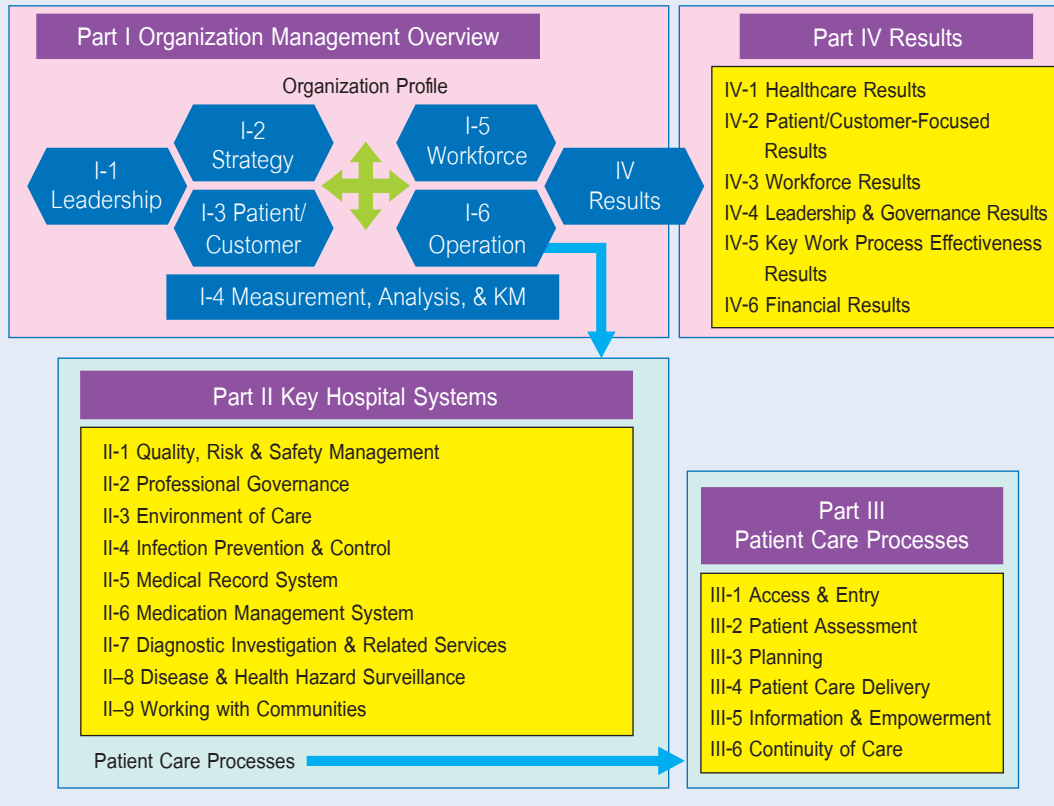 Part I Organization Management Overview
Organization Profile
I-1
Leadership
I-2
Strategy
I-3 Patient/
Customer
I-5
Workforce
I-6
Operation
IV
Results
I-4 Measurement, Analysis, & KM
Part IV Results
IV-1 Healthcare Results
IV-2 Patient/Customer-Focused
Results
IV-3 Workforce Results
IV-4 Leadership & Governance Results
IV-5 Key Work Process Effectiveness
Results
IV-6 Financial Results
Part II Key Hospital Systems
II-1 Quality, Risk & Safety Management
II-2 Professional Governance
II-3 Environment of Care
II-4 Infection Prevention & Control
II-5 Medical Record System
II-6 Medication Management System
II-7 Diagnostic Investigation & Related Services
II–8 Disease & Health Hazard Surveillance
II–9 Working with Communities
Patient Care Processes
Part III
Patient Care Processes
III-1 Access & Entry
III-2 Patient Assessment
III-3 Planning
III-4 Patient Care Delivery
III-5 Information & Empowerment
III-6 Continuity of Care